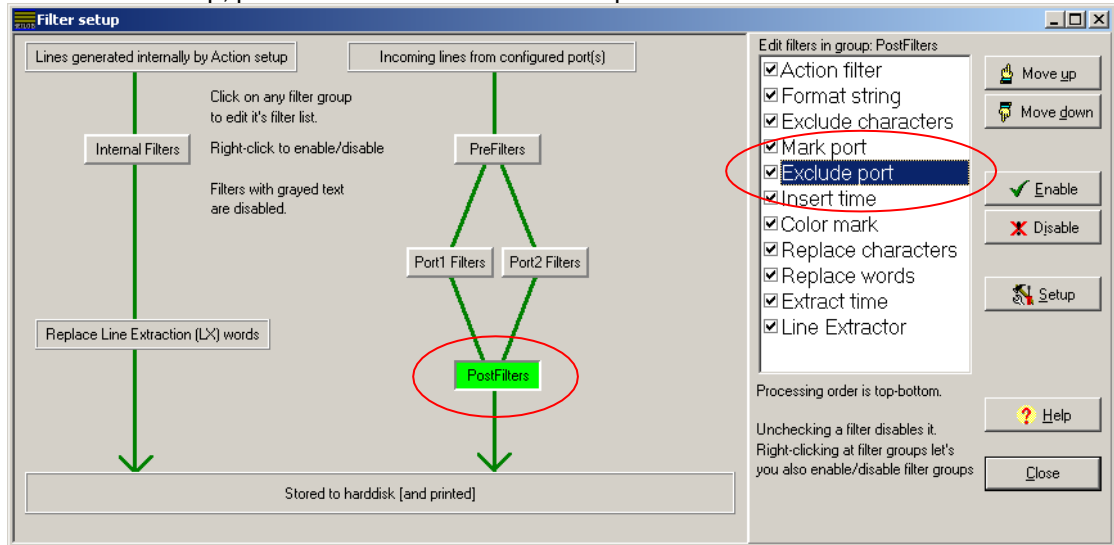 Filter setup
Lines generated internally by Action setup
Incoming lines from configured port(s)
Click on any filter group
to edit it's filter list.
Internal Filters
Right-click to enable/disable
PreFilters
Filters with grayed text
are disabled.
Port1 Filters
Port2 Filters
Replace Line Extraction (LX) words
PostFilters
Stored to harddisk [and printed]
Edit filters in group: PostFilters
Action filter
Format string
Exclude characters
Mark port
Exclude port
Insert time
Color mark
Replace characters
Replace words
Extract time
Line Extractor
Move up
Move down
Enable
Disable
Setup
Processing order is top-bottom.
Unchecking a filter disables it.
Right-clicking at filter groups let's
you also enable/disable filter groups
Help
Close